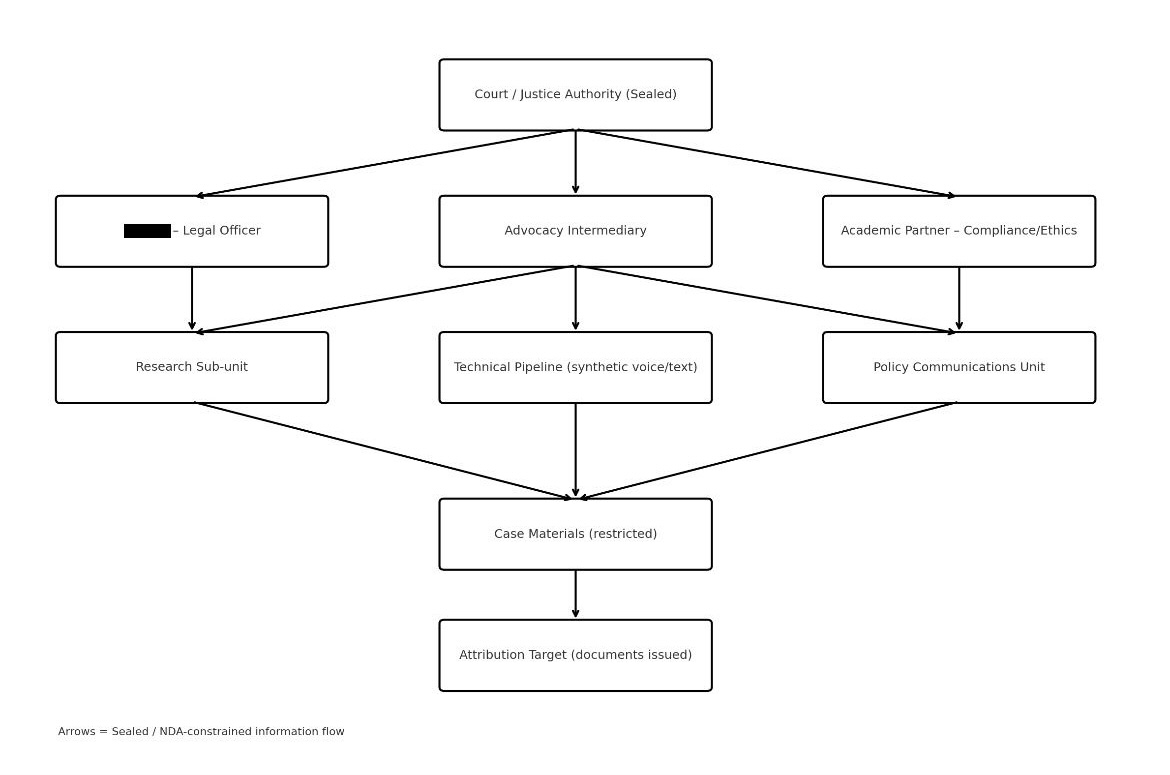 Court / Justice Authority (Sealed)
– Legal Officer
Advocacy Intermediary
Academic Partner – Compliance/Ethics
Research Sub-unit
Technical Pipeline (synthetic voice/text)
Policy Communications Unit
Case Materials (restricted)
Attribution Target (documents issued)
Arrows = Sealed / NDA-constrained information flow